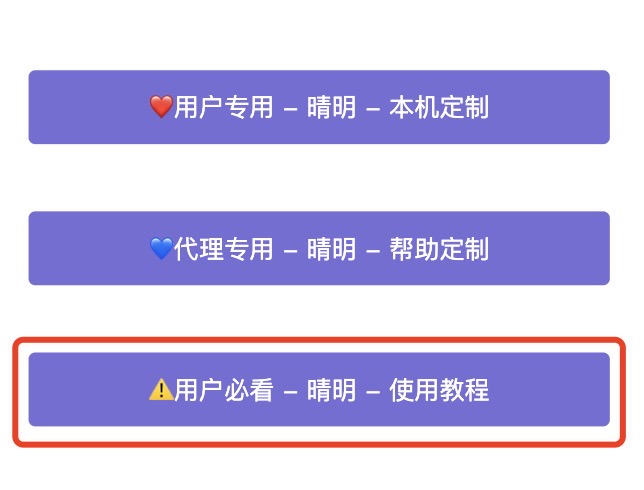 ❤️用户专用 – 晴明 – 本机定制
💙代理专用 – 晴明 – 帮助定制
⚠️用户必看 – 晴明 – 使用教程